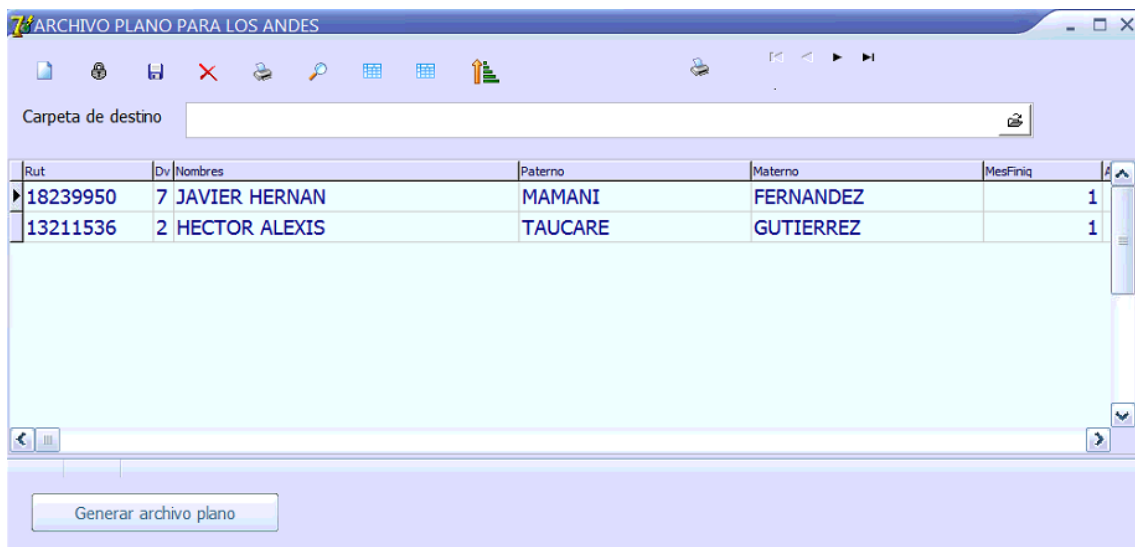 ARCHIVO PLANO PARA LOS ANDES
Carpeta de destino
Rut Dv Nombres Paterno Materno MesFiniq A
18239950 7 JAVIER HERNAN MAMANI FERNANDEZ 1
13211536 2 HECTOR ALEXIS TAUCARE GUTIERREZ 1
Generar archivo plano